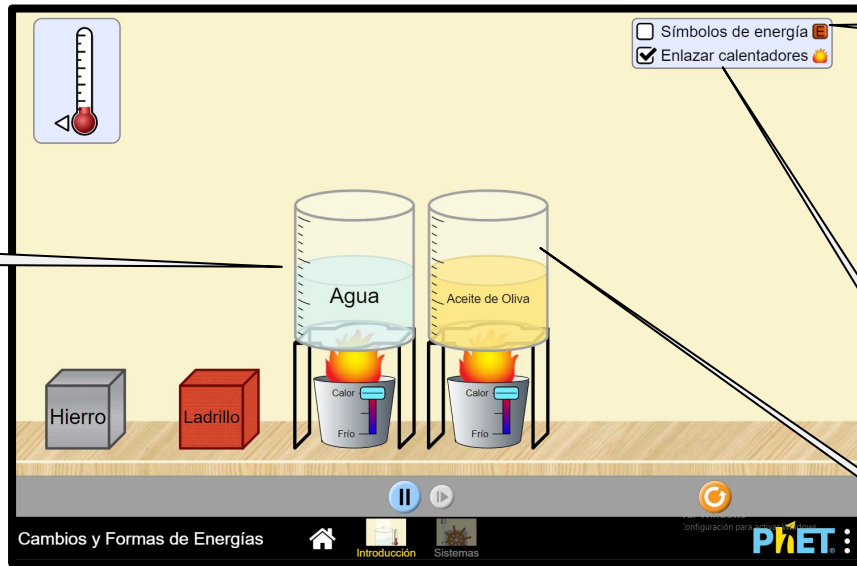 Símbolos de energía E
Enlazar calentadores
Agua
Aceite de Oliva
Hierro
Ladrillo
Calor
Frío
Calor
Frío
Configuración para activar Windows.
Cambios y Formas de Energías
Introducción
Sistemas
PhET